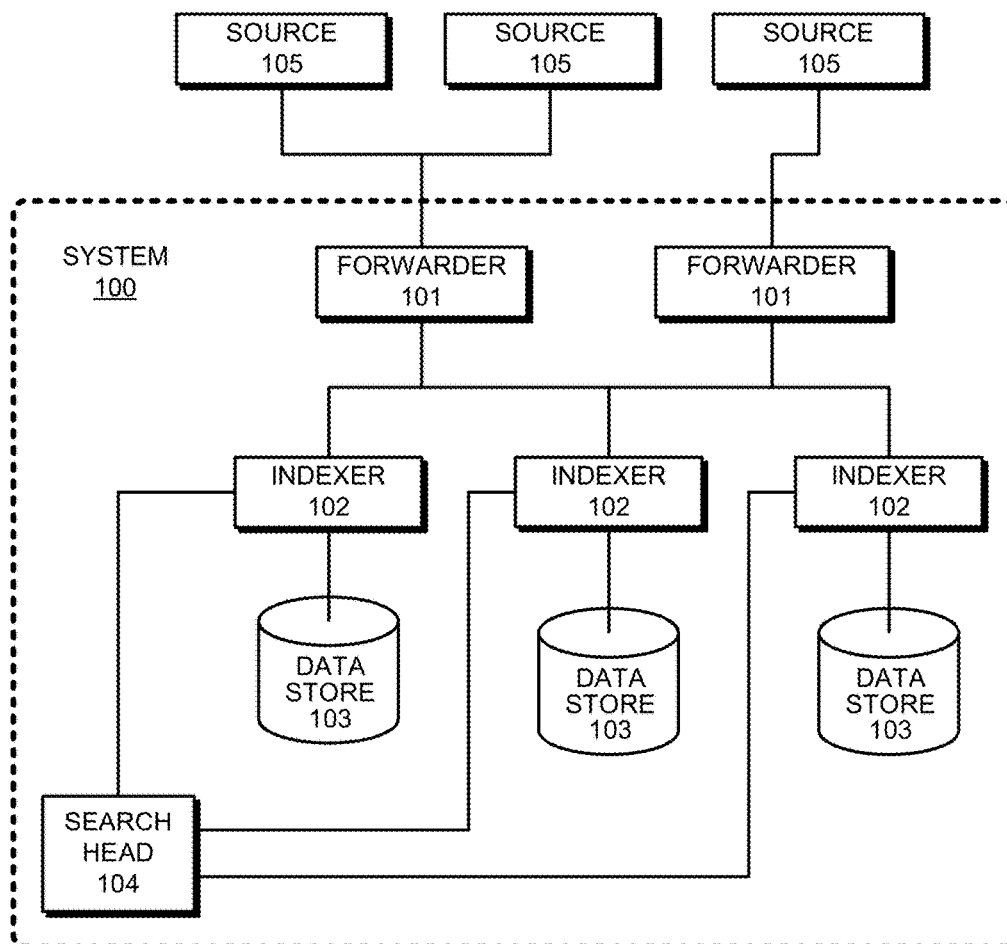 SOURCE
105
SOURCE
105
SOURCE
105
SYSTEM
100
FORWARDER
101
FORWARDER
101
INDEXER
102
INDEXER
102
INDEXER
102
DATA
STORE
103
DATA
STORE
103
DATA
STORE
103
SEARCH
HEAD
104